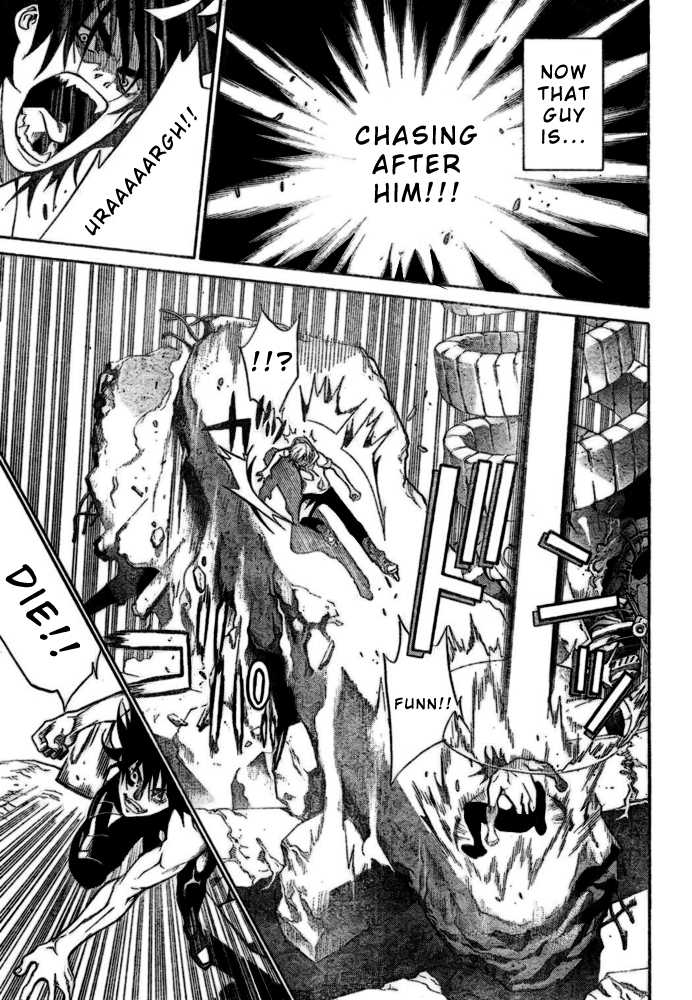 NOW
THAT
GUY
IS...
CHASING
AFTER
HIM!!!
URAAAAARGH!!
!!?
FUNN!!
DIE!!